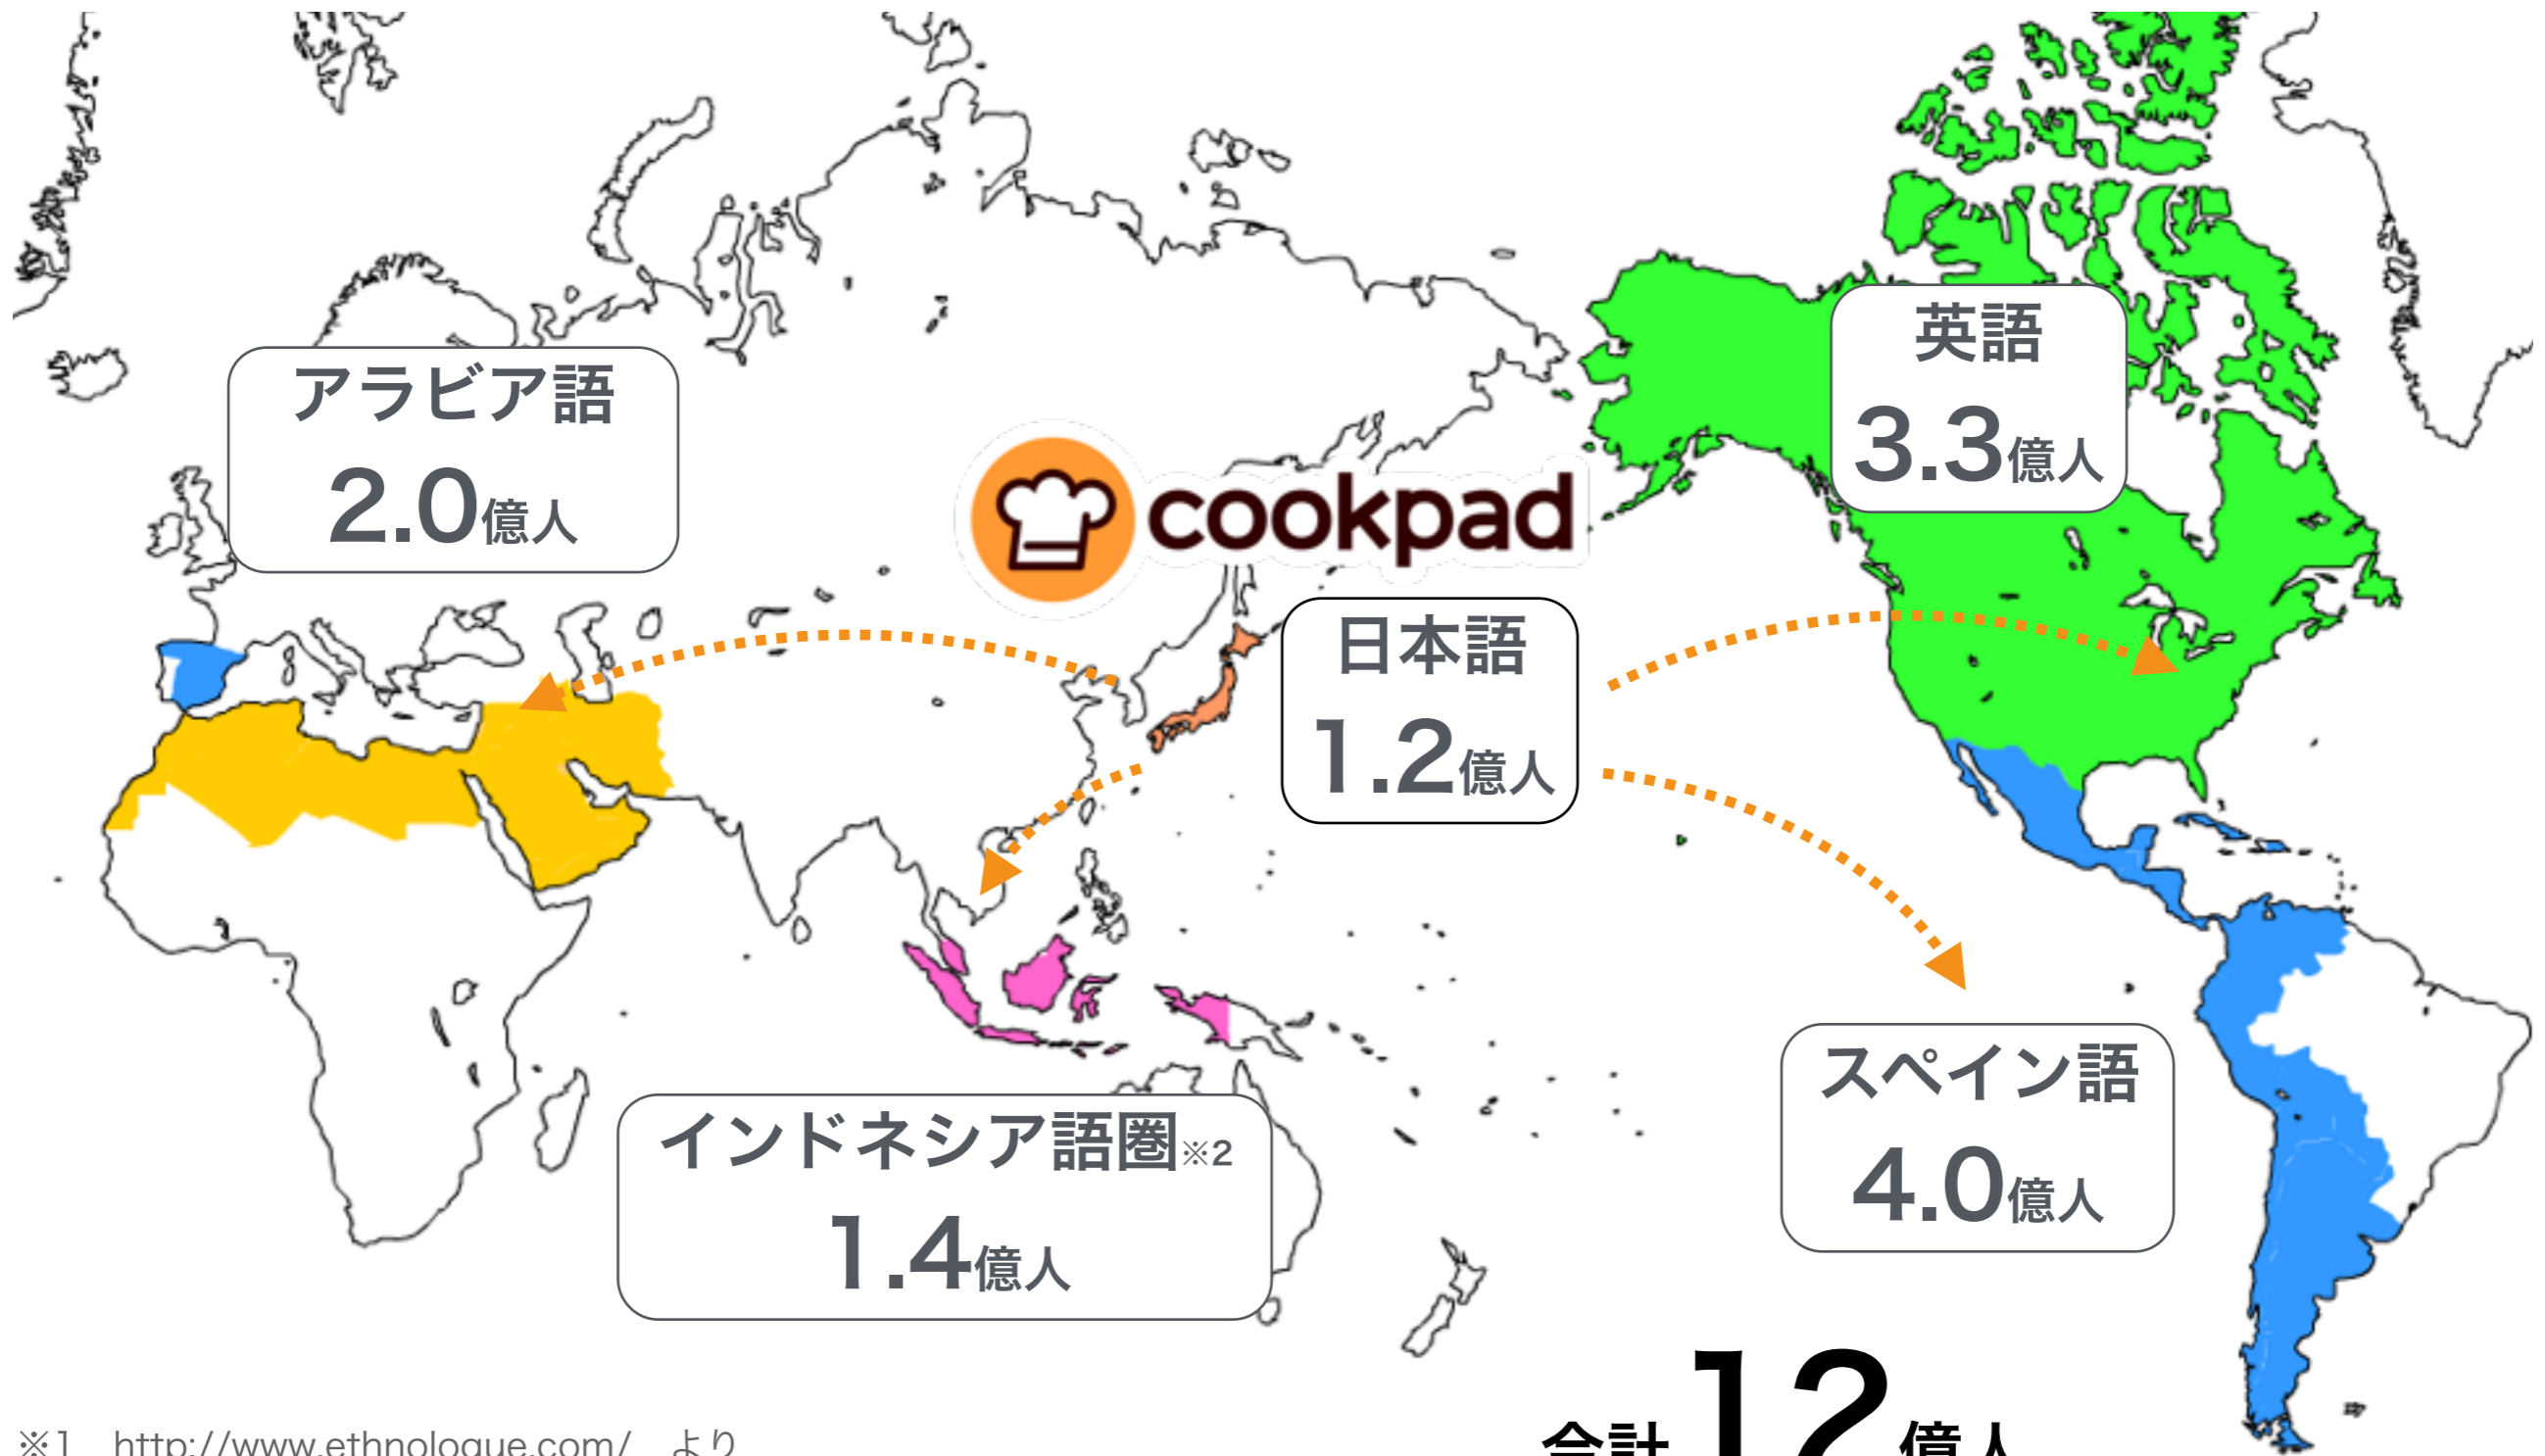 アラビア語
2.0億人
cookpad
英語
3.3億人
日本語
1.2億人
インドネシア語圏※2
1.4億人
スペイン語
4.0億人
合計12億人
※1 http://www.ethnologue.com/ より